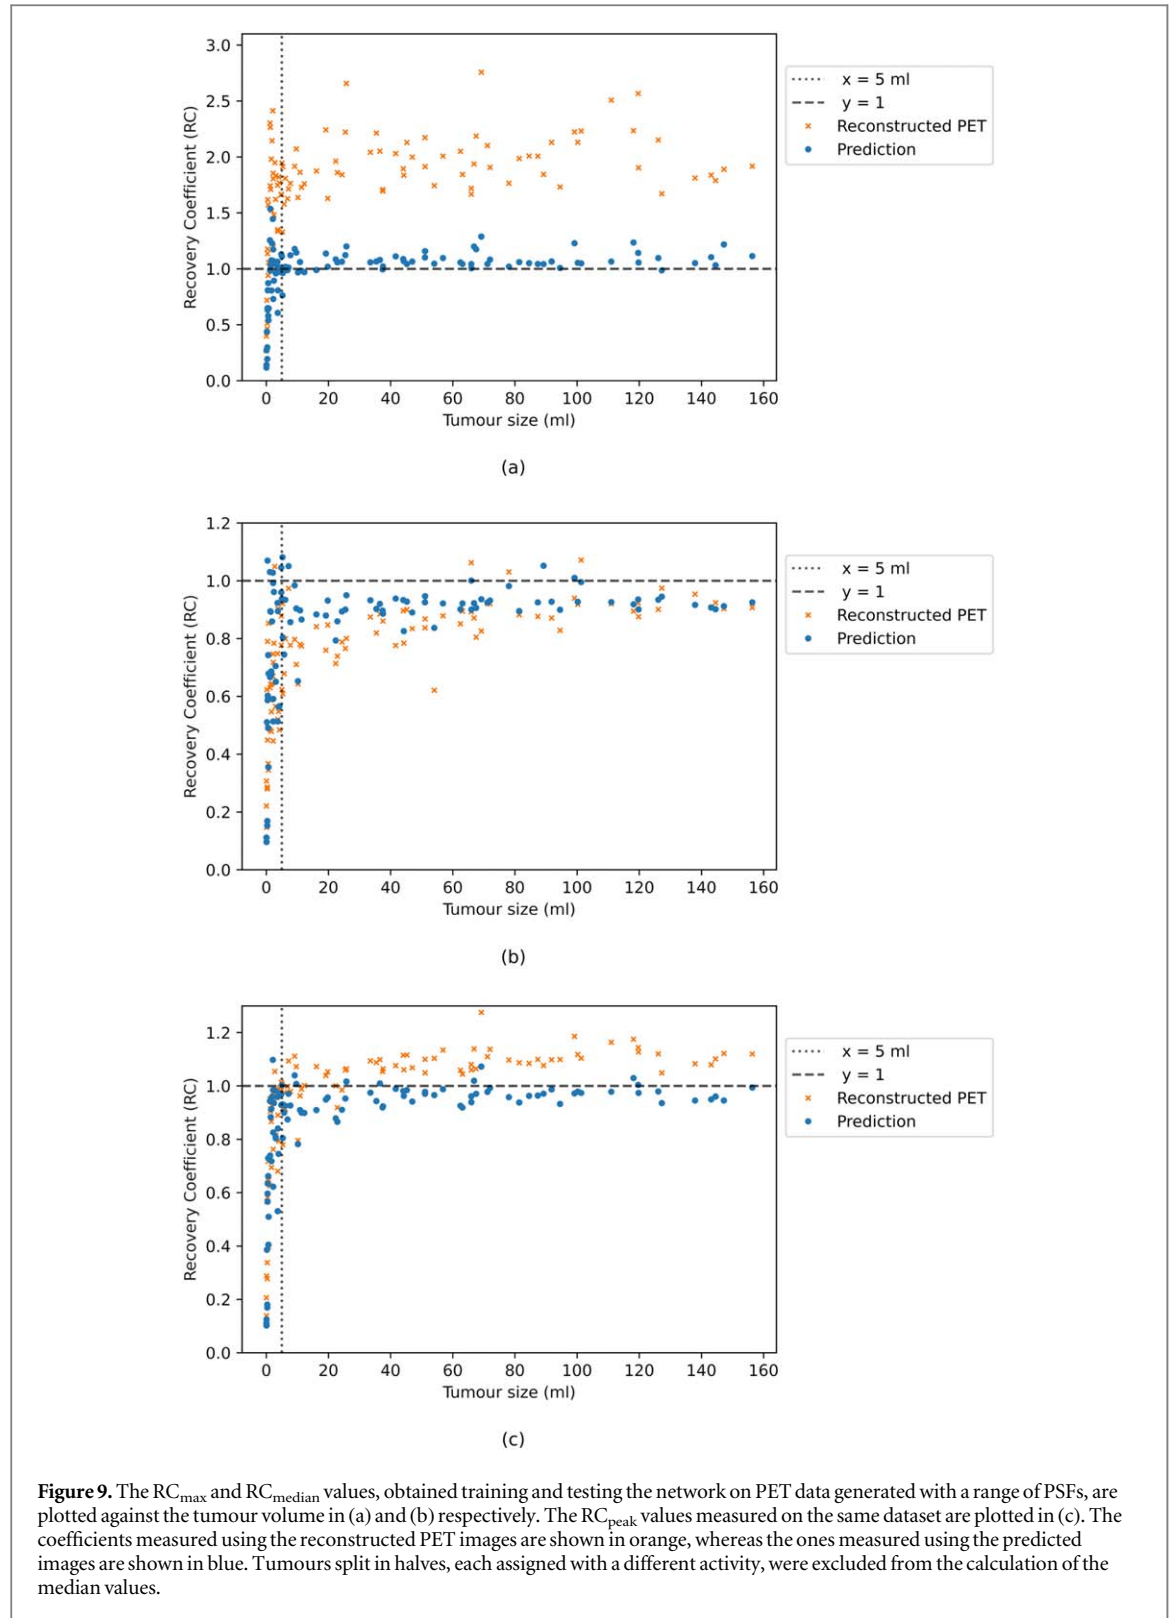 3.0
2.5
2.0
1.5
1.0
0.5
0.0
Recovery Coefficient (RC)
0 20 40 60 80 100 120 140 160
Tumour size (ml)
x = 5 ml
y = 1
Reconstructed PET
Prediction
(a)
1.2
1.0
0.8
0.6
0.4
0.2
0.0
Recovery Coefficient (RC)
0 20 40 60 80 100 120 140 160
Tumour size (ml)
x = 5 ml
y = 1
Reconstructed PET
Prediction
(b)
1.2
1.0
0.8
0.6
0.4
0.2
0.0
Recovery Coefficient (RC)
0 20 40 60 80 100 120 140 160
Tumour size (ml)
x = 5 ml
y = 1
Reconstructed PET
Prediction
(c)
Figure 9. The RCmax and RCmedian values, obtained training and testing the network on PET data generated with a range of PSFs, are
plotted against the tumour volume in (a) and (b) respectively. The RCpeak values measured on the same dataset are plotted in (c). The
coefficients measured using the reconstructed PET images are shown in orange, whereas the ones measured using the predicted
images are shown in blue. Tumours split in halves, each assigned with a different activity, were excluded from the calculation of the
median values.